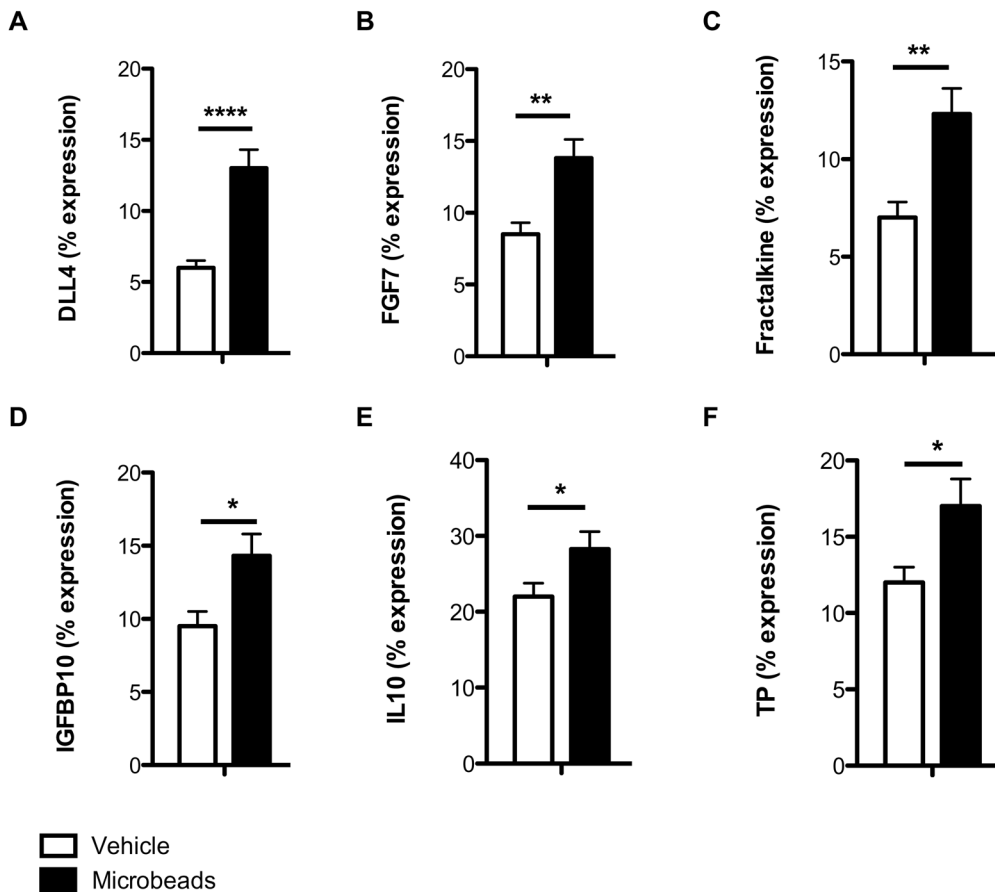 A
DLL4 (% expression)
20
15
10
5
0
****
B
FGF7 (% expression)
20
15
10
5
0
**
C
Fractalkine (% expression)
15
10
5
0
**
D
IGFBP10 (% expression)
20
15
10
5
0
*
E
IL10 (% expression)
40
30
20
10
0
*
F
TP (% expression)
20
15
10
5
0
*
Vehicle
Microbeads